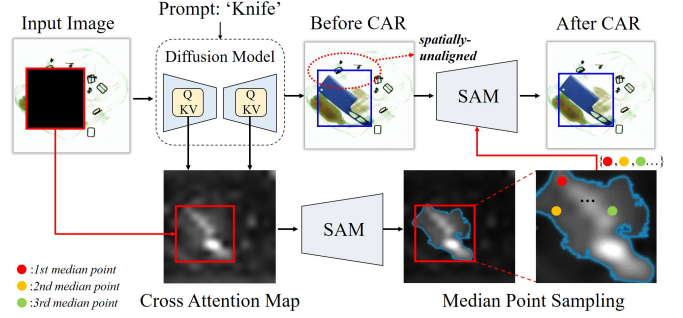 Input Image
Prompt: 'Knife'
Before CAR
After CAR
Diffusion Model
spatially-
unaligned
Q
KV
Q
KV
SAM
{ , , ...}
SAM
...
:1st median point
:2nd median point
:3rd median point
Cross Attention Map
Median Point Sampling